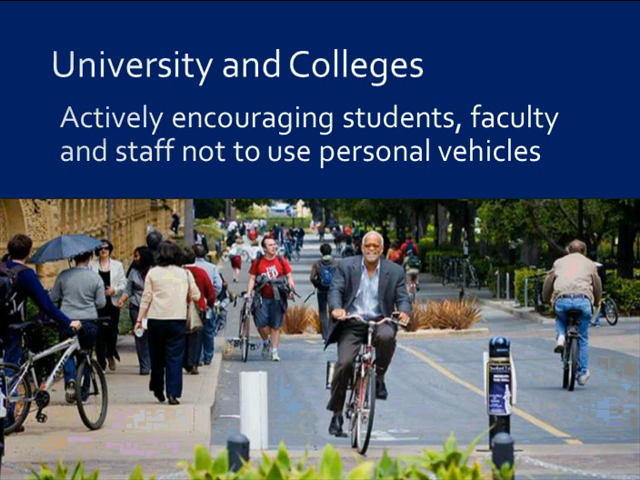 University and Colleges
Actively encouraging students, faculty
and staff not to use personal vehicles